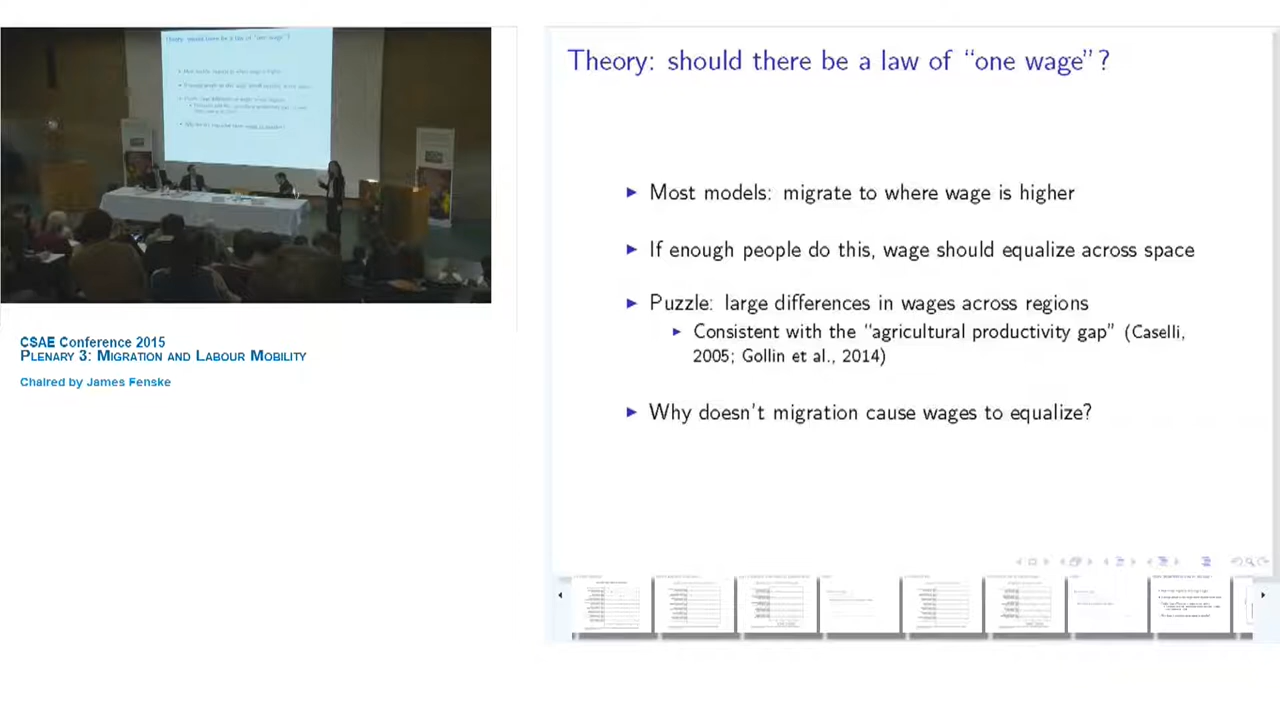 CSAE Conference 2015
PLENARY 3: MIGRATION AND LABOUR MOBILITY
Chaired by James Fenske
Theory: should there be a law of “one wage”?
Most models: migrate to where wage is higher
If enough people do this, wage should equalize across space
Puzzle: large differences in wages across regions
Consistent with the “agricultural productivity gap” (Caselli,
2005; Gollin et al., 2014)
Why doesn't migration cause wages to equalize?